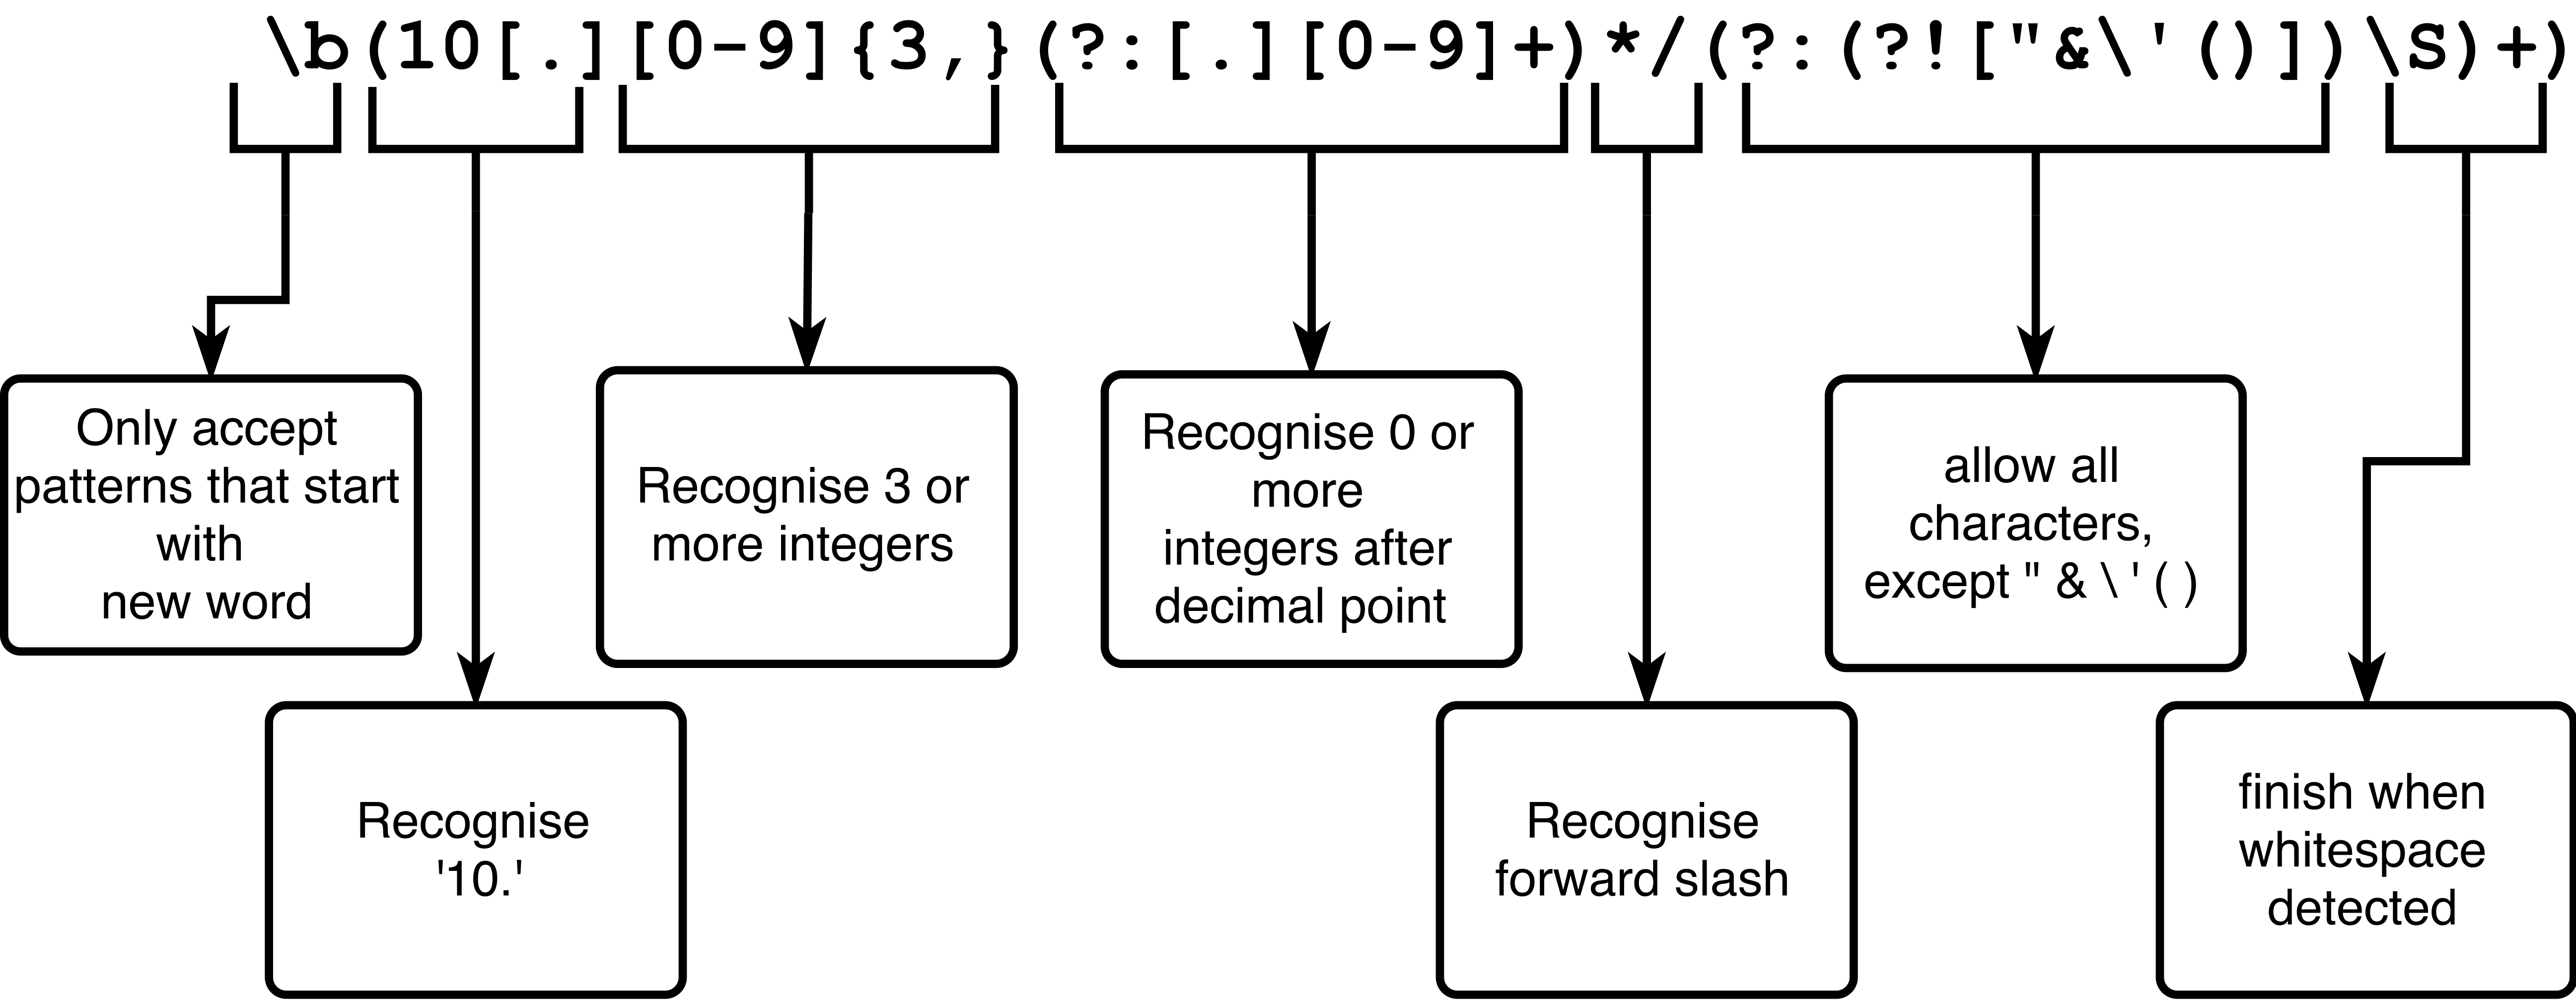 \b(10[.][0-9]{3,}(?:[.][0-9]+)*/(?:(?!["&\'()])\S)+)
Only accept
patterns that start
with
new word
Recognise 3 or
more integers
Recognise 0 or
more
integers after
decimal point
allow all
characters,
except " & \ ' ( )
Recognise
'10.'
Recognise
forward slash
finish when
whitespace
detected